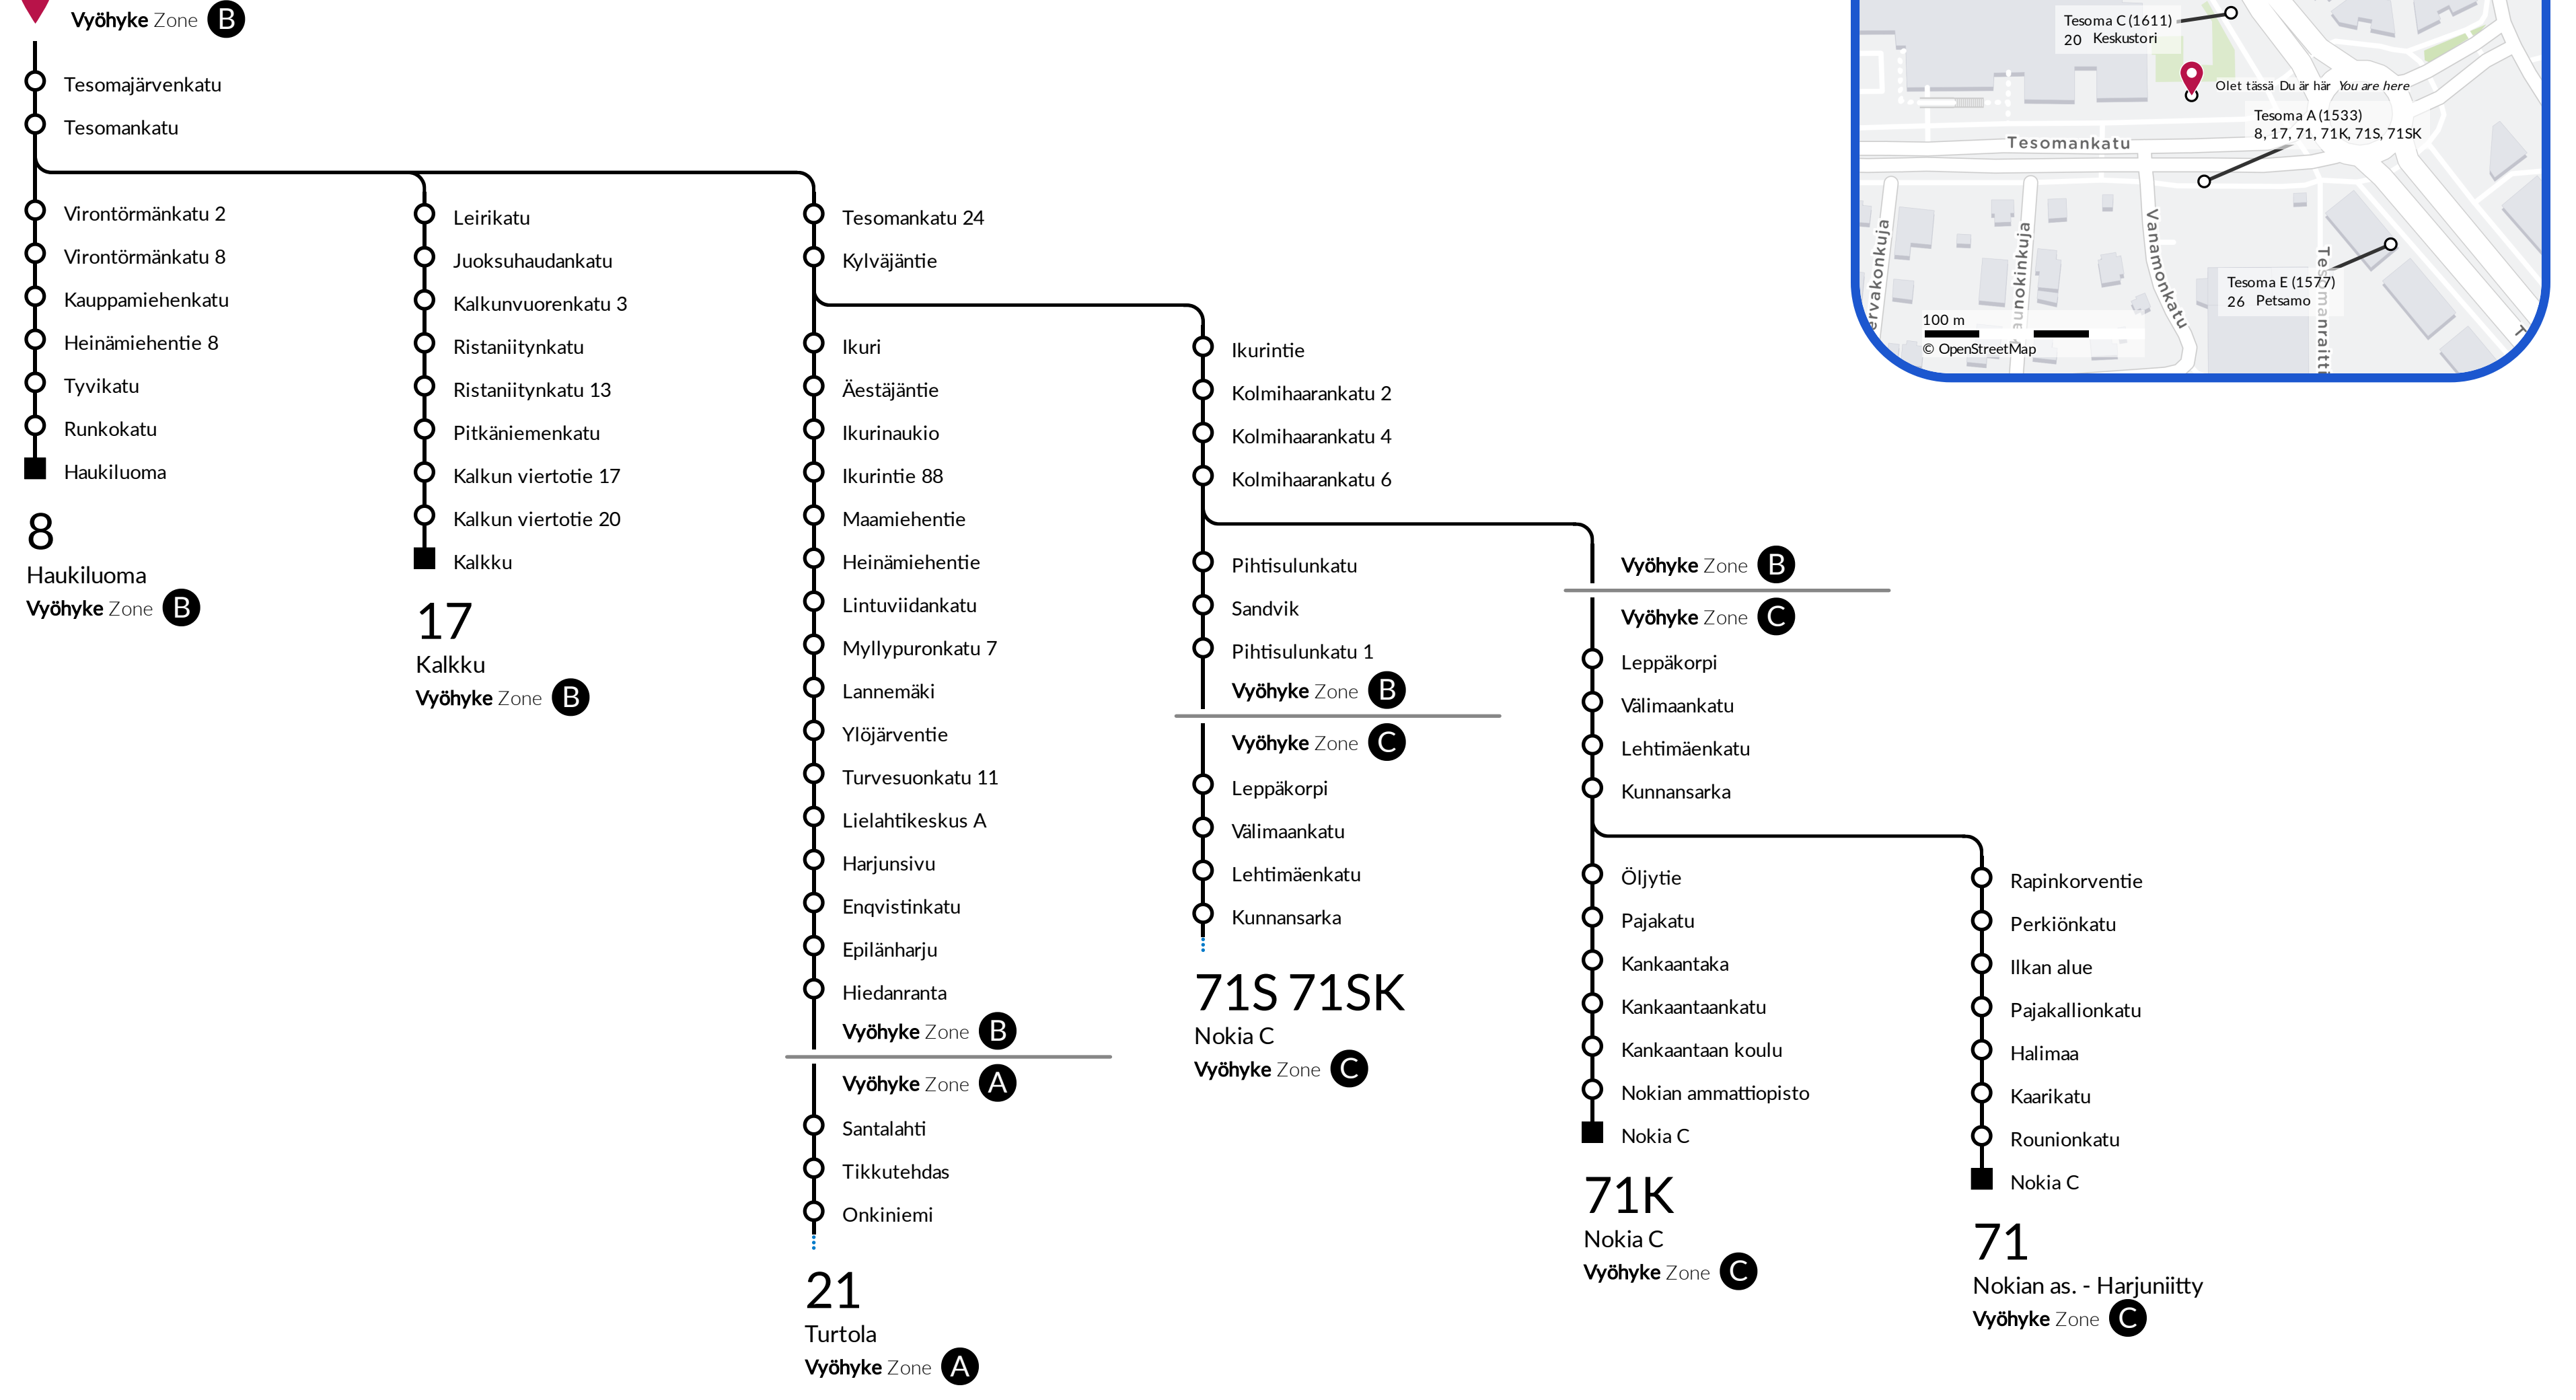 Vyöhyke Zone B
Tesomajärvenkatu
Tesomankatu
Virontörmänkatu 2
Virontörmänkatu 8
Kauppamiehenkatu
Heinämiehentie 8
Tyvikatu
Runkokatu
Haukiluoma
8
Haukiluoma
Vyöhyke Zone B
Leirikatu
Juoksuhaudankatu
Kalkunvuorenkatu 3
Ristaniitynkatu
Ristaniitynkatu 13
Pitkäniemenkatu
Kalkun viertotie 17
Kalkun viertotie 20
Kalkku
17
Kalkku
Vyöhyke Zone B
Tesomankatu 24
Kylväjäntie
Ikuri
Äestäjäntie
Ikurinaukio
Ikurintie 88
Maamiehentie
Heinämiehentie
Lintuviidankatu
Myllypuronkatu 7
Lannemäki
Ylöjärventie
Turvesuonkatu 11
Lielahtikeskus A
Harjunsivu
Enqvistinkatu
Epilänharju
Hiedanranta
Vyöhyke Zone B
Vyöhyke Zone A
Santalahti
Tikkutehdas
Onkiniemi
21
Turtola
Vyöhyke Zone A
Ikurintie
Kolmihaarankatu 2
Kolmihaarankatu 4
Kolmihaarankatu 6
Pihtisulunkatu
Sandvik
Pihtisulunkatu 1
Vyöhyke Zone B
Vyöhyke Zone C
Leppäkorpi
Välimaankatu
Lehtimäenkatu
Kunnansarka
71S 71SK
Nokia C
Vyöhyke Zone C
Vyöhyke Zone B
Vyöhyke Zone C
Leppäkorpi
Välimaankatu
Lehtimäenkatu
Kunnansarka
Öljytie
Pajakatu
Kankaantaka
Kankaantaankatu
Kankaantaan koulu
Nokian ammattiopisto
Nokia C
71K
Nokia C
Vyöhyke Zone C
Rapinkorventie
Perkiönkatu
Ilkan alue
Pajakallionkatu
Halimaa
Kaarikatu
Rounionkatu
Nokia C
71
Nokian as. - Harjuniitty
Vyöhyke Zone C
Tesoma C (1611)
20 Keskustori
Olet tässä Du är här You are here
Tesoma A (1533)
8, 17, 71, 71K, 71S, 71SK
Tesomankatu
Vanamonkatu
Tesoma E (1577)
26 Petsamo
100 m
© OpenStreetMap